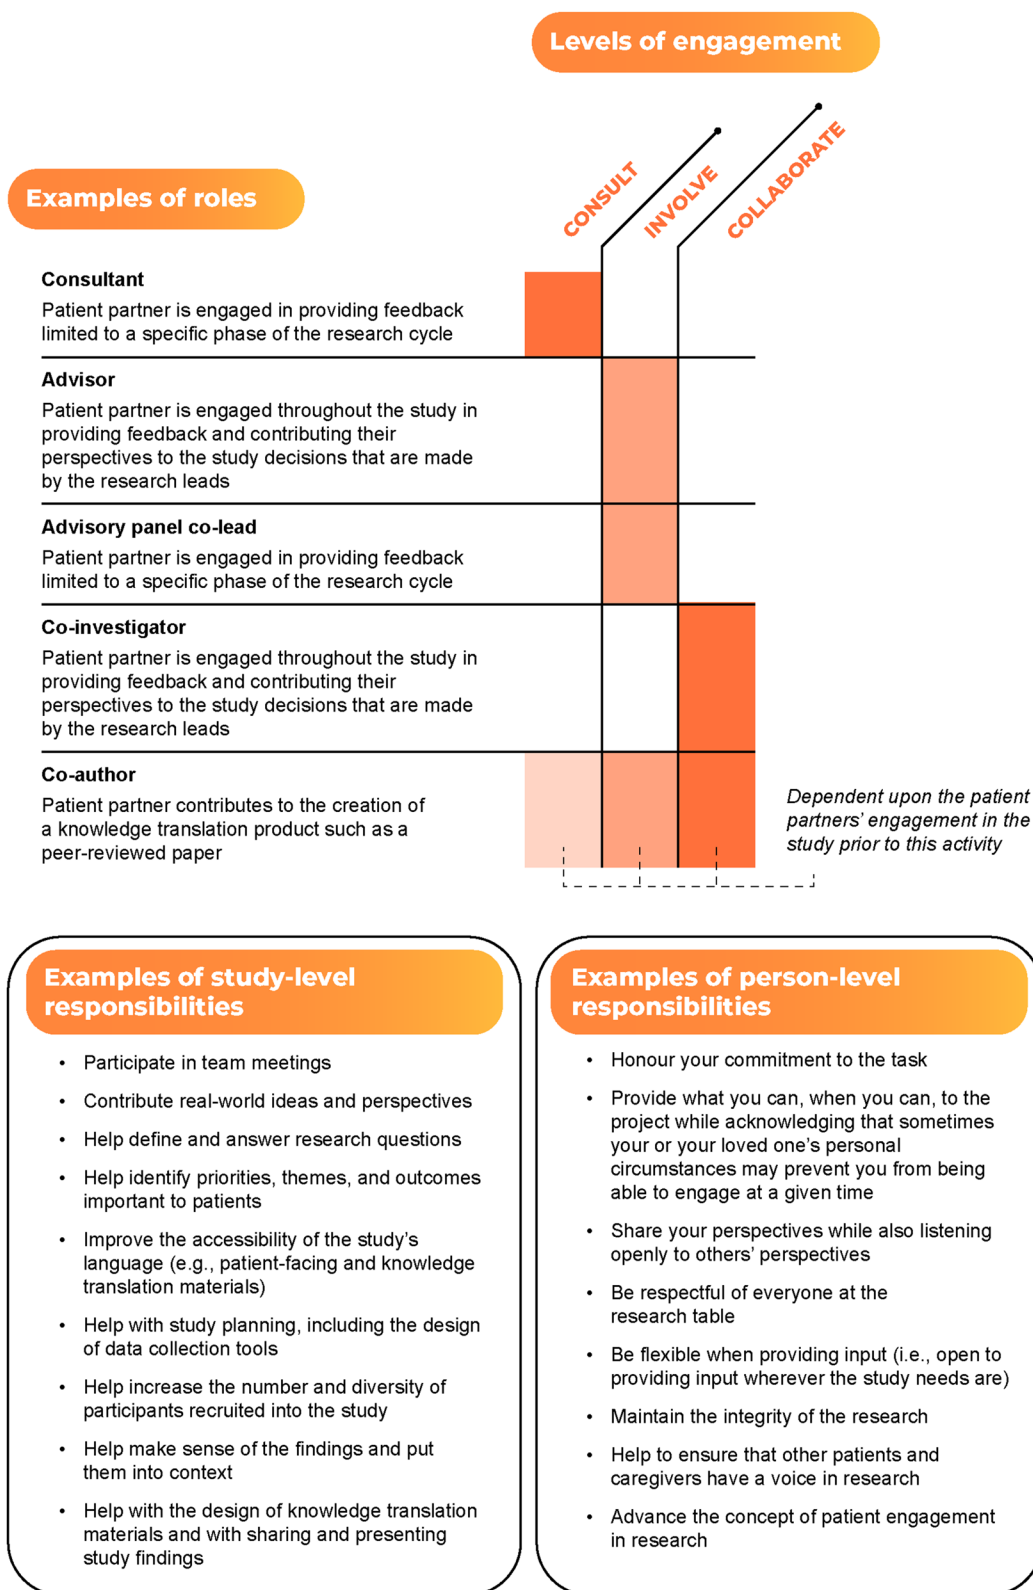 Levels of engagement
CONSULT
INVOLVE
COLLABORATE
Examples of roles
Consultant
Patient partner is engaged in providing feedback
limited to a specific phase of the research cycle
Advisor
Patient partner is engaged throughout the study in
providing feedback and contributing their
perspectives to the study decisions that are made
by the research leads
Advisory panel co-lead
Patient partner is engaged in providing feedback
limited to a specific phase of the research cycle
Co-investigator
Patient partner is engaged throughout the study in
providing feedback and contributing their
perspectives to the study decisions that are made
by the research leads
Co-author
Patient partner contributes to the creation of
a knowledge translation product such as a
peer-reviewed paper
Dependent upon the patient
partners’ engagement in the
study prior to this activity
Examples of study-level
responsibilities
• Participate in team meetings
• Contribute real-world ideas and perspectives
• Help define and answer research questions
• Help identify priorities, themes, and outcomes
important to patients
• Improve the accessibility of the study’s
language (e.g., patient-facing and knowledge
translation materials)
• Help with study planning, including the design
of data collection tools
• Help increase the number and diversity of
participants recruited into the study
• Help make sense of the findings and put
them into context
• Help with the design of knowledge translation
materials and with sharing and presenting
study findings
Examples of person-level
responsibilities
• Honour your commitment to the task
• Provide what you can, when you can, to the
project while acknowledging that sometimes
your or your loved one’s personal
circumstances may prevent you from being
able to engage at a given time
• Share your perspectives while also listening
openly to others’ perspectives
• Be respectful of everyone at the
research table
• Be flexible when providing input (i.e., open to
providing input wherever the study needs are)
• Maintain the integrity of the research
• Help to ensure that other patients and
caregivers have a voice in research
• Advance the concept of patient engagement
in research